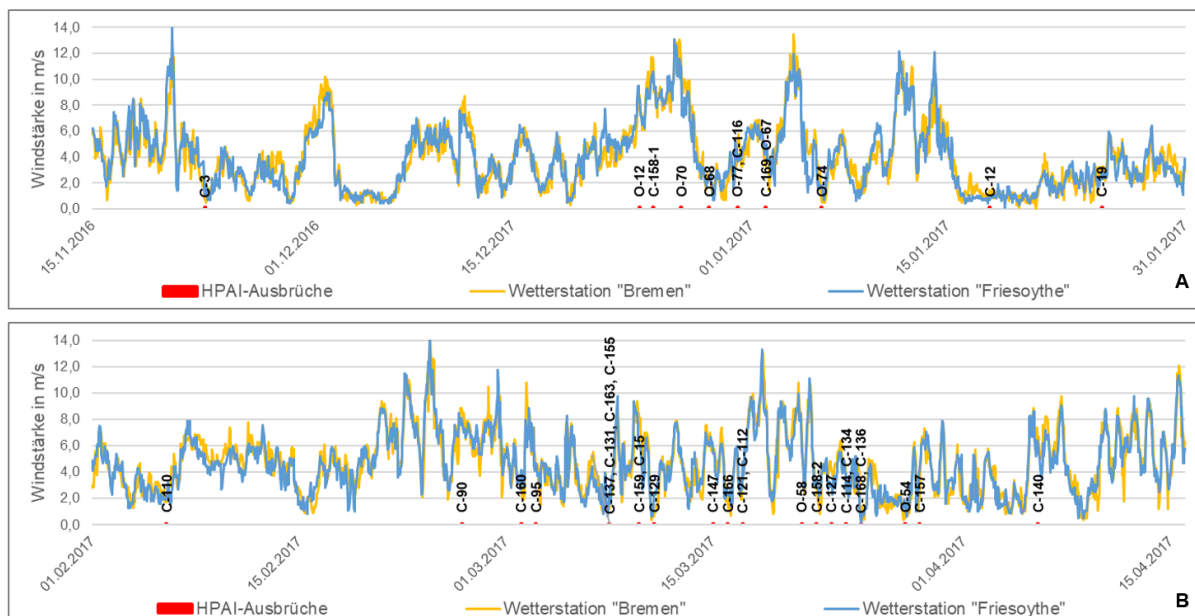 Windstärke in m/s
14,0
12,0
10,0
8,0
6,0
4,0
2,0
0,0
C-3
O-12
C-158-1
O-70
O-68
O-77, C-116
C-169, O-67
O-74
C-12
C-19
15.11.2016
01.12.2016
15.12.2017
01.01.2017
15.01.2017
31.01.2017
HPAI-Ausbrüche
Wetterstation "Bremen"
Wetterstation "Friesoythe"
A
Windstärke in m/s
14,0
12,0
10,0
8,0
6,0
4,0
2,0
0,0
C-110
C-90
C-160
C-95
C-137, C-131, C-163, C-155
C-159, C-15
C-129
C-147
C-166
C-121, C-112
O-58
C-158-2
C-127
C-114, C-134
C-168, C-136
O-54
C-157
C-140
01.02.2017
15.02.2017
01.03.2017
15.03.2017
01.04.2017
15.04.2017
HPAI-Ausbrüche
Wetterstation "Bremen"
Wetterstation "Friesoythe"
B